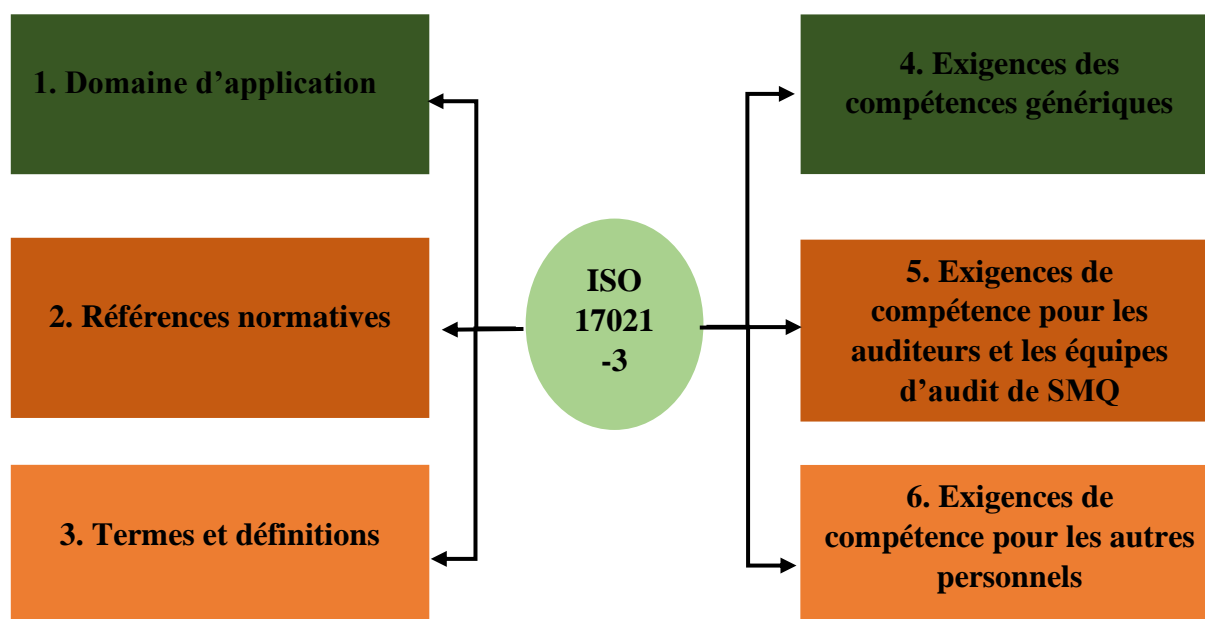 1. Domaine d’application
2. Références normatives
3. Termes et définitions
ISO
17021
-3
4. Exigences des
compétences génériques
5. Exigences de
compétence pour les
auditeurs et les équipes
d’audit de SMQ
6. Exigences de
compétence pour les autres
personnels